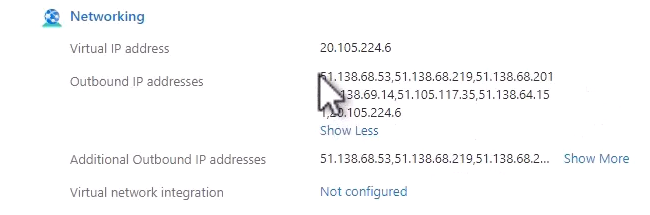 Networking
Virtual IP address 20.105.224.6
Outbound IP addresses 51.138.68.53,51.138.68.219,51.138.68.201
138.69.14,51.105.117.35,51.138.64.15
20.105.224.6
Show Less
Additional Outbound IP addresses 51.138.68.53,51.138.68.219,51.138.68.2... Show More
Virtual network integration Not configured